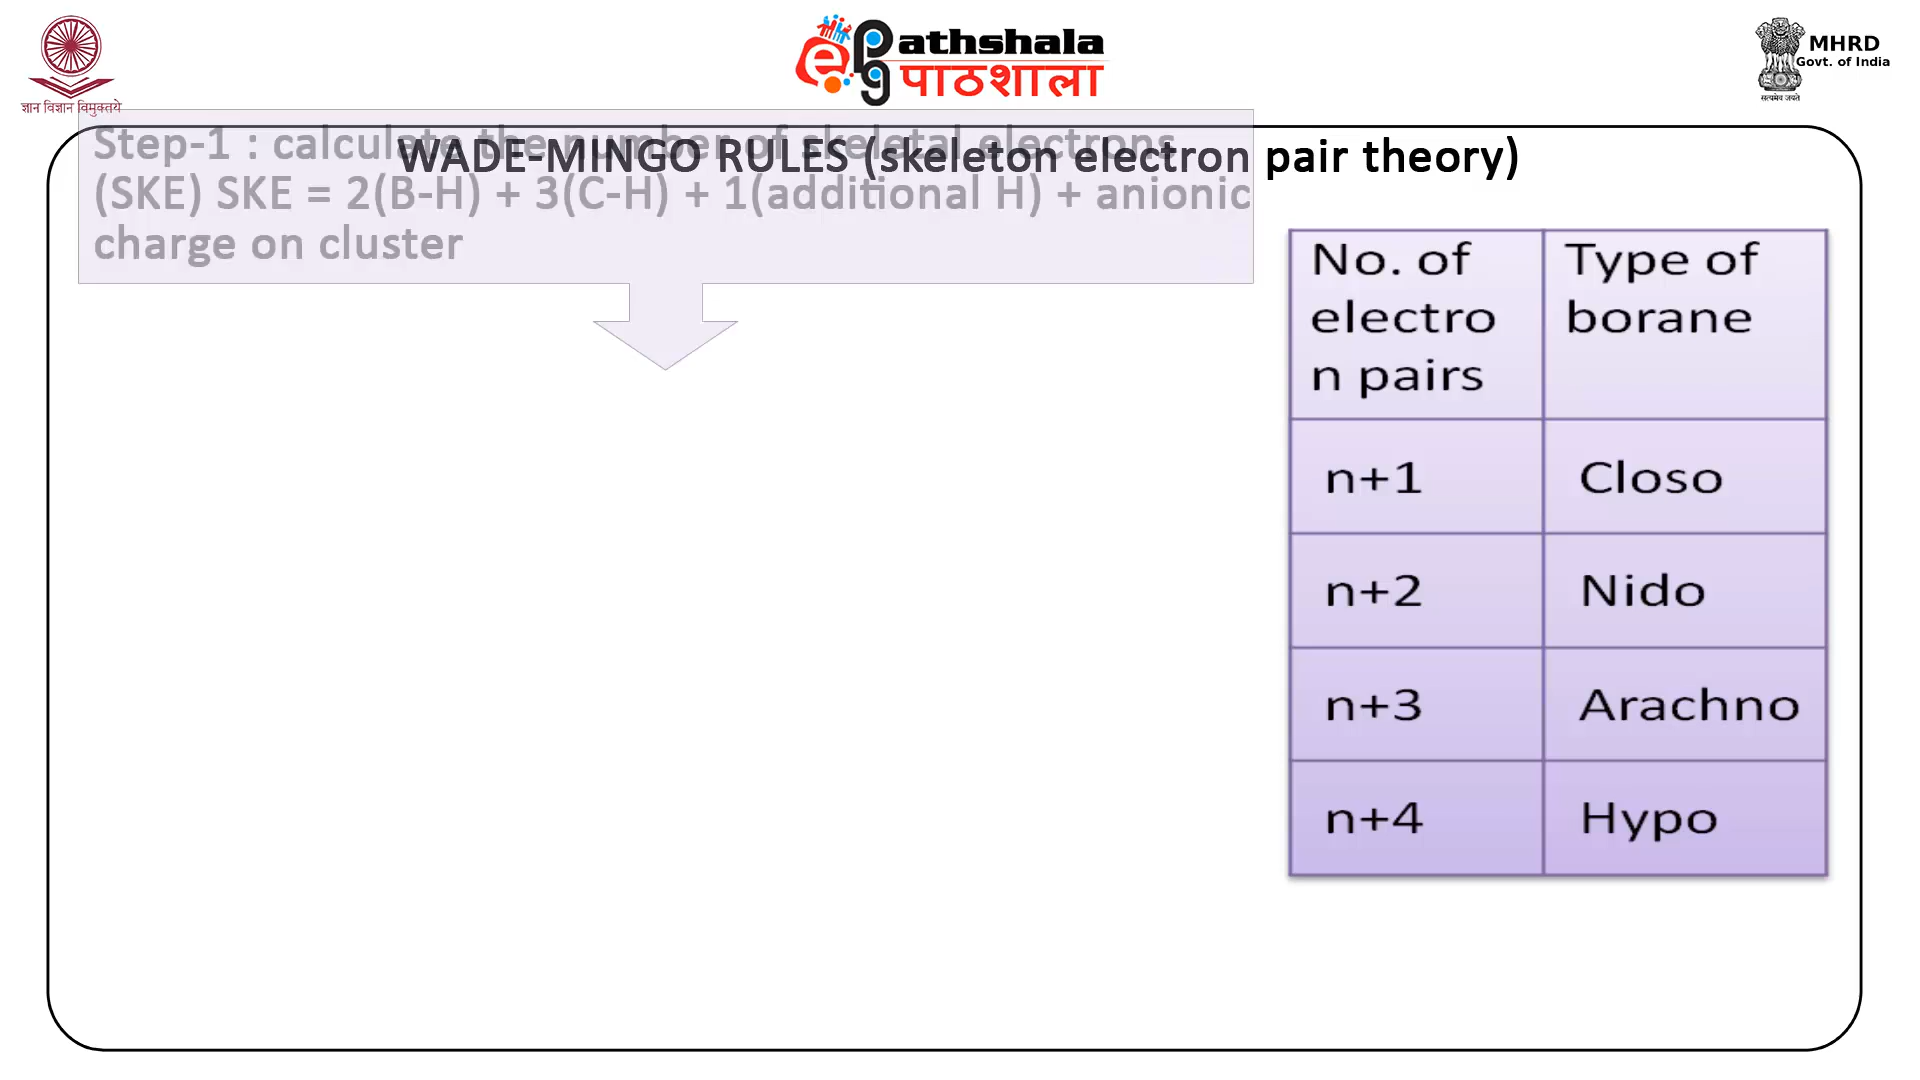 ज्ञान विज्ञान विमुक्तये
ePg Pathshala
पाठशाला
MHRD
Govt. of India
सत्यमेव जयते
WADE-MINGO RULES (skeleton electron pair theory)
Step-1 : calculate the number of skeletal electrons
(SKE) SKE = 2(B-H) + 3(C-H) + 1(additional H) + anionic
charge on cluster
No. of
electro
n pairs
Type of
borane
n+1 Closo
n+2 Nido
n+3 Arachno
n+4 Hypo